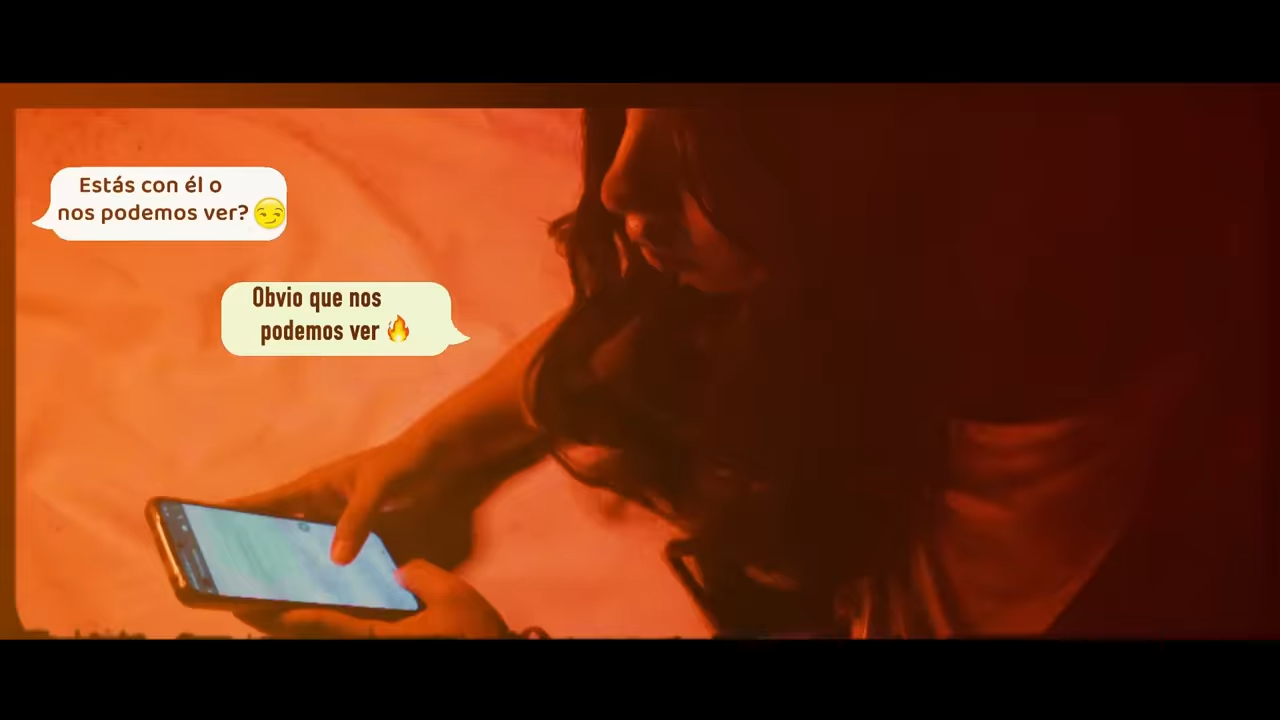 Estás con él o
nos podemos ver? 😏
Obvio que nos
podemos ver 🔥